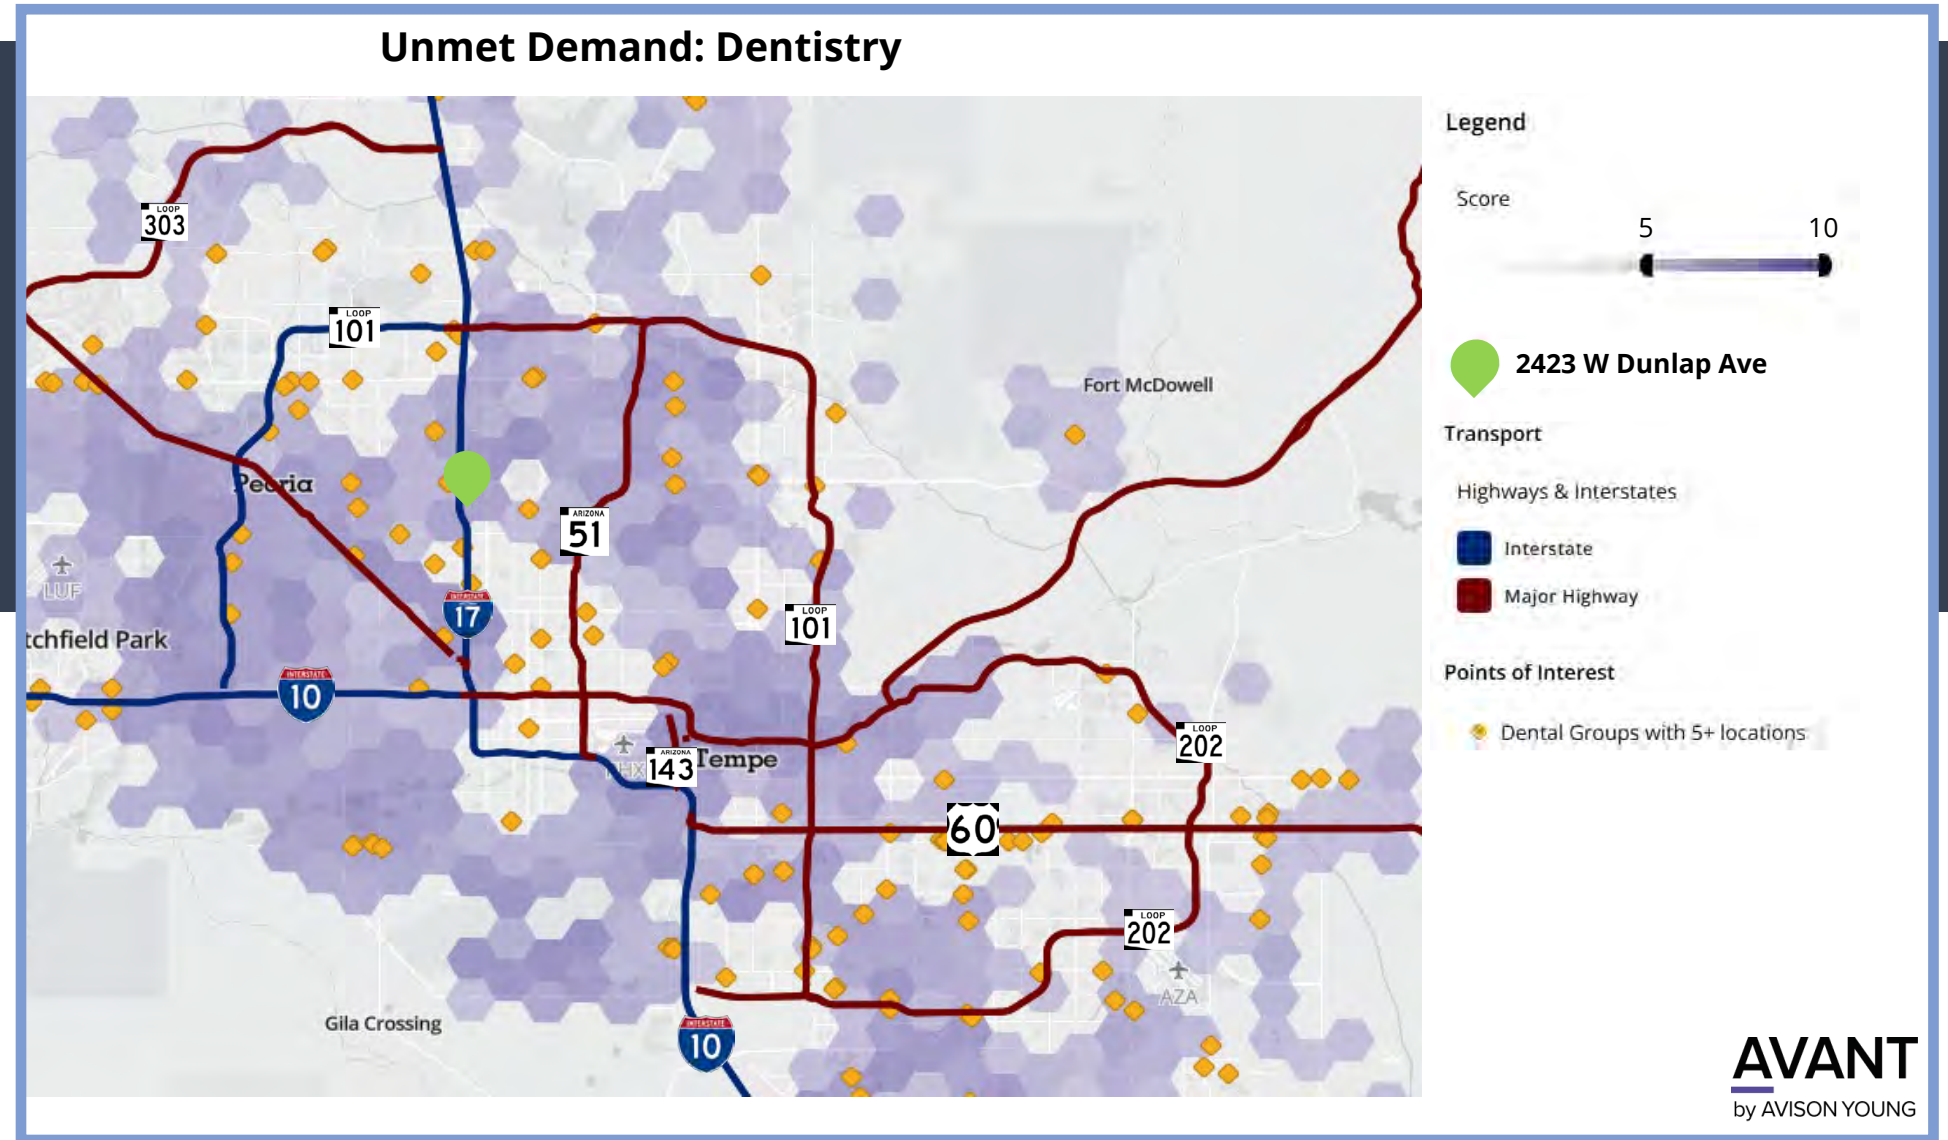 Unmet Demand: Dentistry
LOOP
303
LOOP
101
Fort McDowell
Peoria
ARIZONA
51
LUF
INTERSTATE
17
LOOP
101
tchfield Park
INTERSTATE
10
ARIZONA
143
Tempe
LOOP
202
60
LOOP
202
AZA
Gila Crossing
INTERSTATE
10
Legend
Score
5 10
2423 W Dunlap Ave
Transport
Highways & Interstates
Interstate
Major Highway
Points of Interest
Dental Groups with 5+ locations
AVANT
by AVISON YOUNG